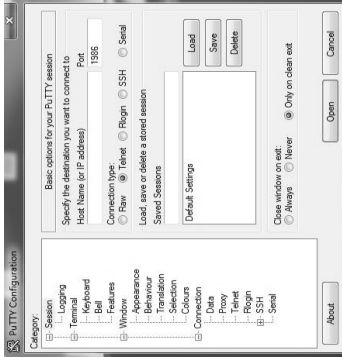 PuTTY Configuration
Category:
Session
Logging
Terminal
Keyboard
Bell
Features
Window
Appearance
Behaviour
Translation
Selection
Colours
Connection
Data
Proxy
Telnet
Rlogin
SSH
Serial
Basic options for your PuTTY session
Specify the destination you want to connect to
Host Name (or IP address) Port
1986
Connection type:
Raw Telnet Rlogin SSH Serial
Load, save or delete a stored session
Saved Sessions
Default Settings
Load
Save
Delete
Close window on exit:
Always Never Only on clean exit
About Open Cancel